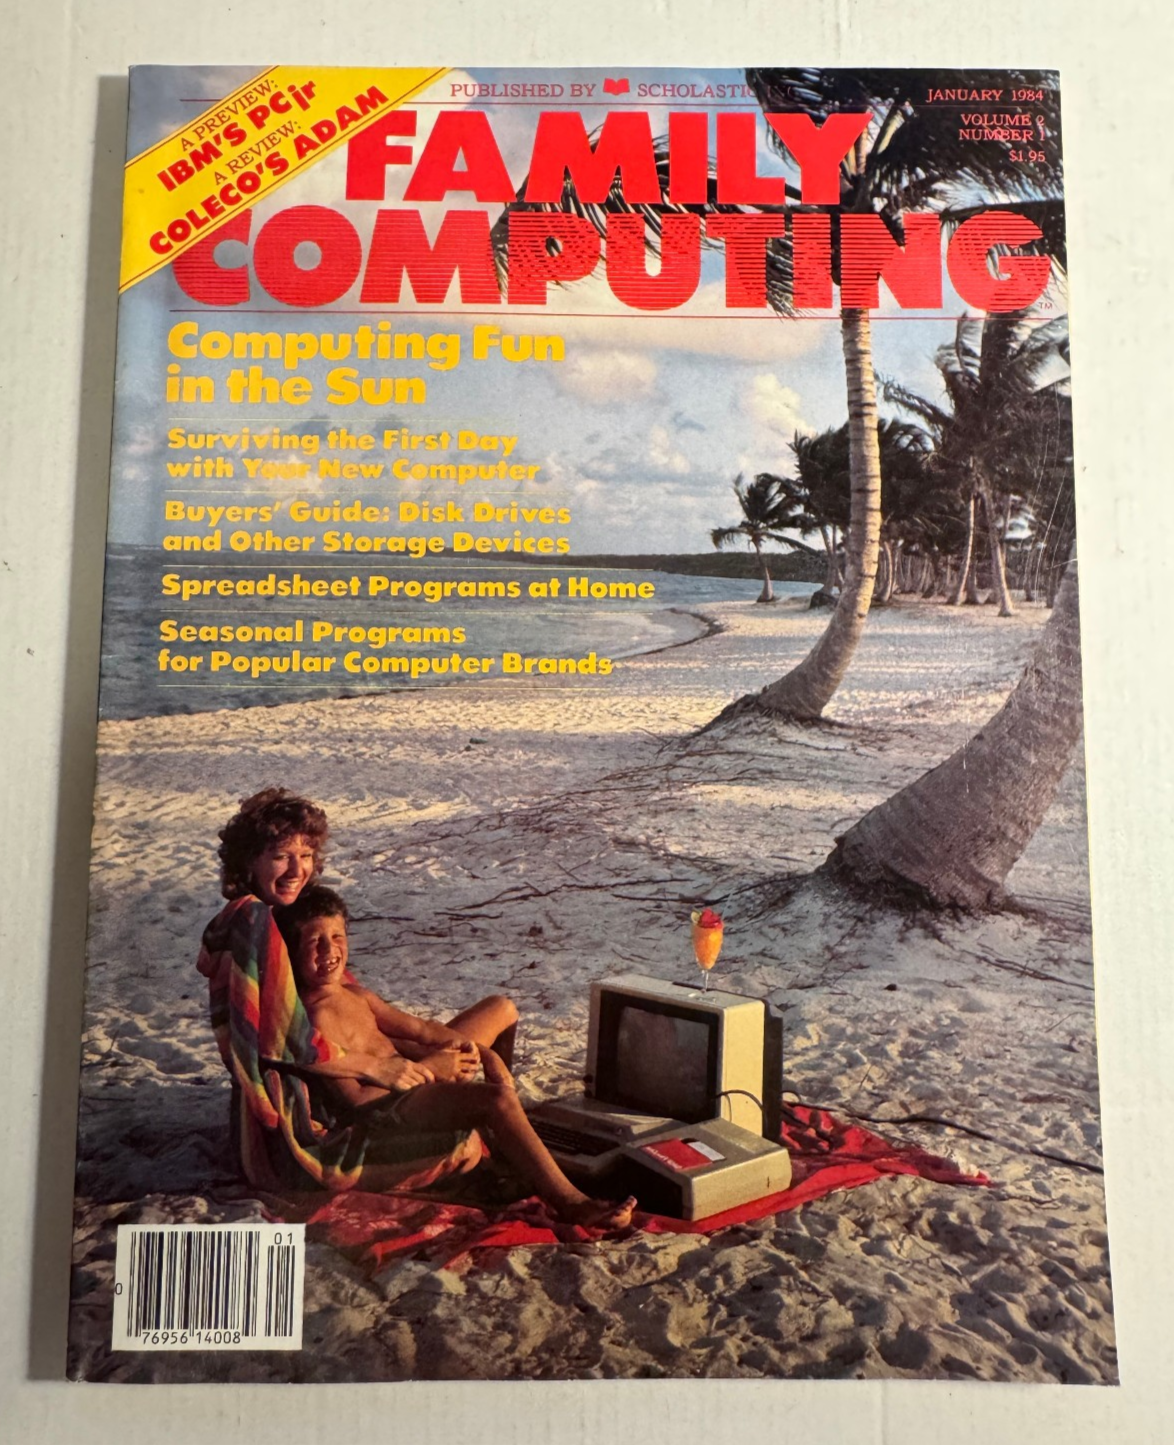 A PREVIEW:
IBM'S PCjr
A REVIEW:
COLECO'S ADAM
PUBLISHED BY SCHOLASTIC INC
JANUARY 1984
VOLUME 2
NUMBER 1
$1.95
FAMILY
COMPUTING
TM
Computing Fun
in the Sun
Surviving the First Day
with Your New Computer
Buyers' Guide: Disk Drives
and Other Storage Devices
Spreadsheet Programs at Home
Seasonal Programs
for Popular Computer Brands
01
0
76956 14008